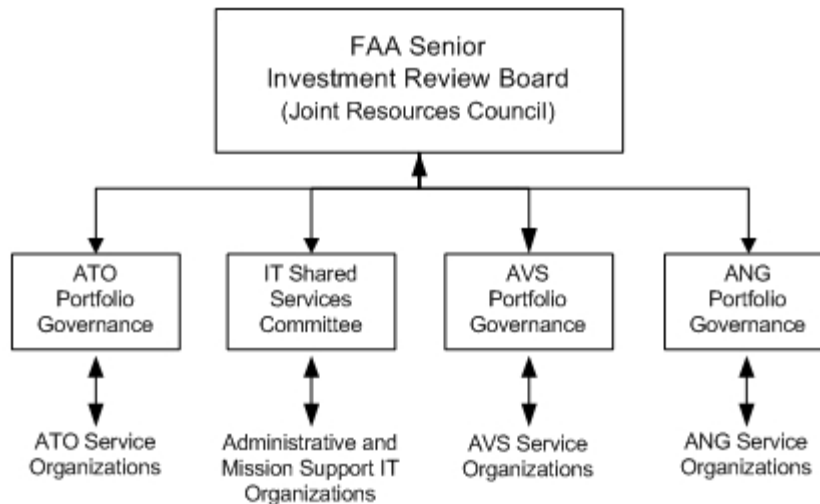 FAA Senior
Investment Review Board
(Joint Resources Council)
ATO
Portfolio
Governance
IT Shared
Services
Committee
AVS
Portfolio
Governance
ANG
Portfolio
Governance
ATO Service
Organizations
Administrative and
Mission Support IT
Organizations
AVS Service
Organizations
ANG Service
Organizations